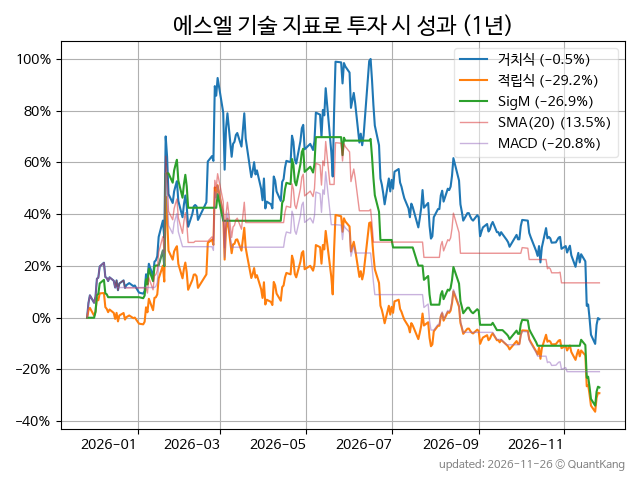 에스엘 기술 지표로 투자 시 성과 (1년)
거치식 (−0.5%)
적립식 (−29.2%)
SigM (−26.9%)
SMA(20) (13.5%)
MACD (−20.8%)
100%
80%
60%
40%
20%
0%
−20%
−40%
2026-01
2026-03
2026-05
2026-07
2026-09
2026-11
updated: 2026-11-26 © QuantKang